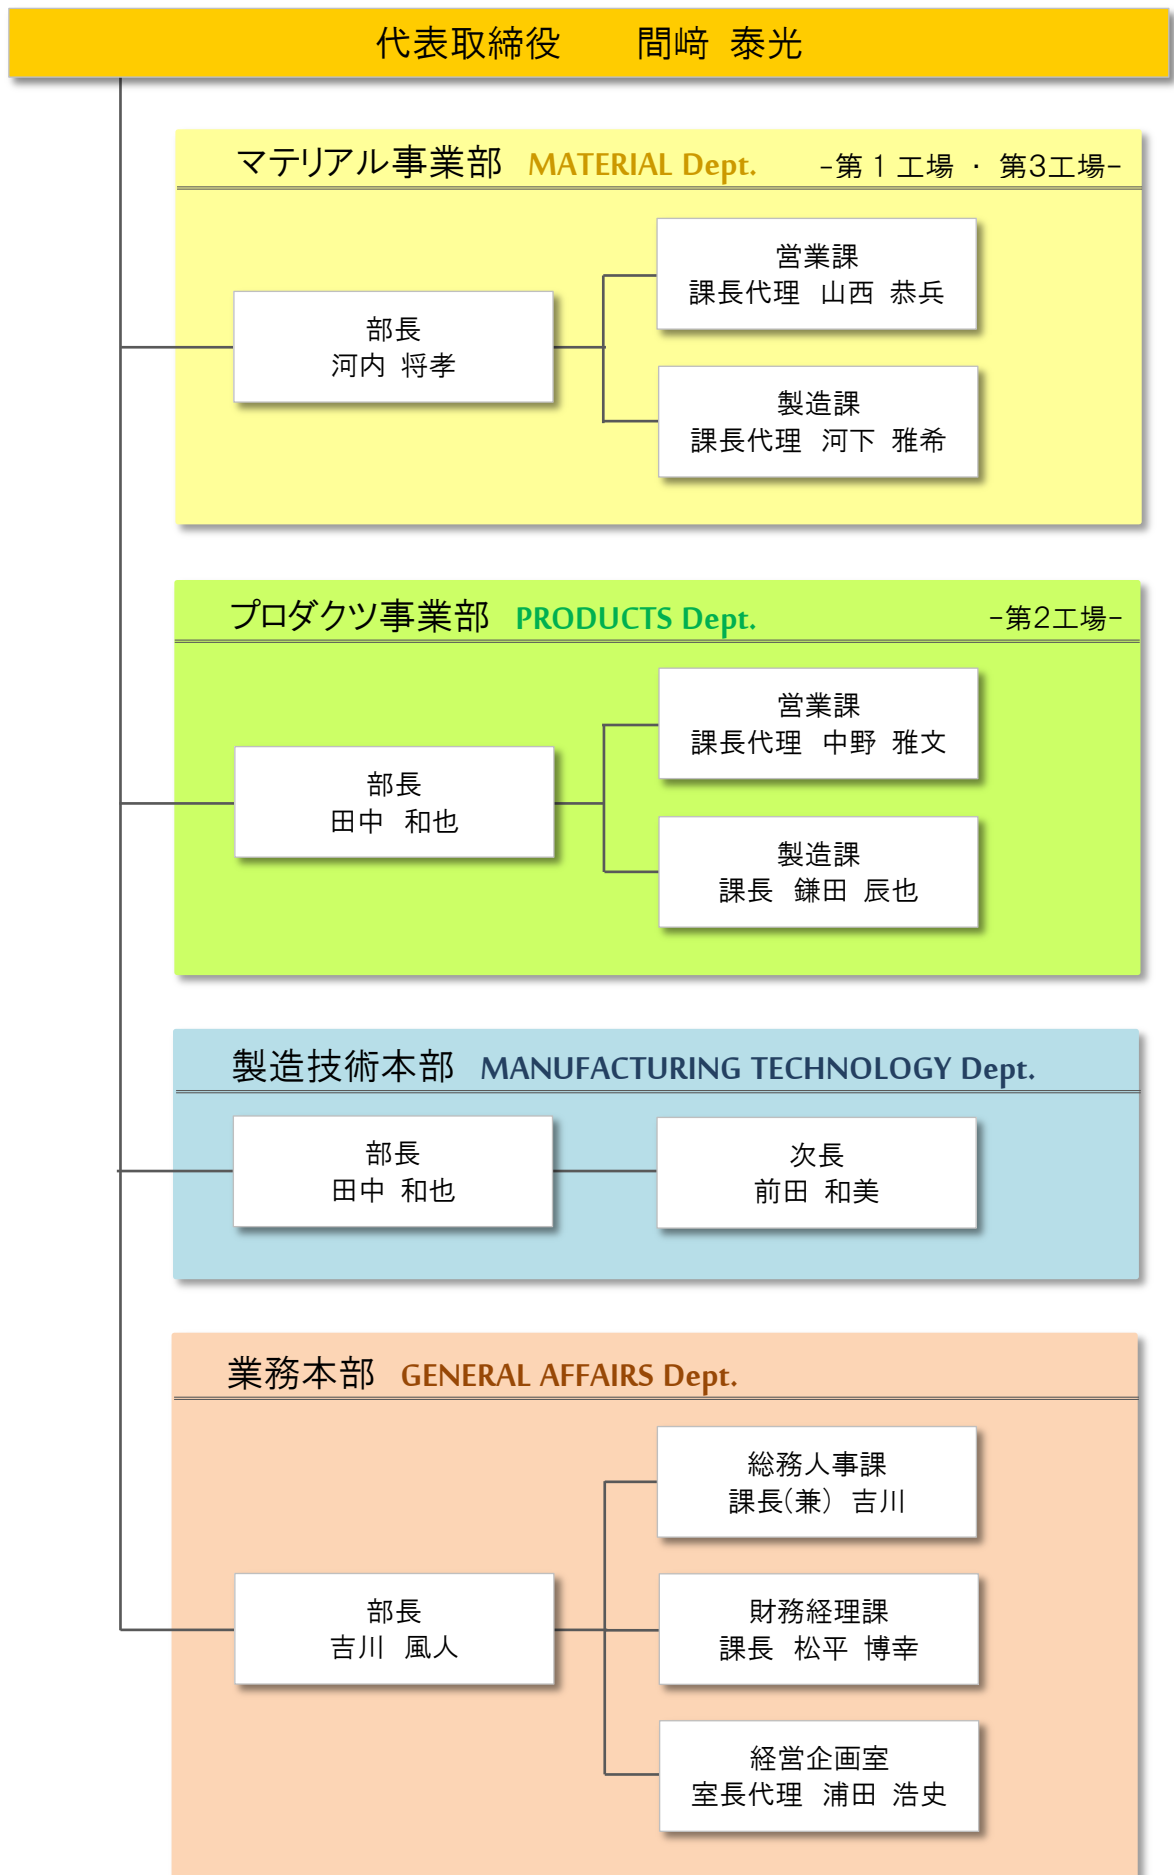 代表取締役　　間﨑 泰光
マテリアル事業部 MATERIAL Dept. -第1工場 ・ 第3工場-
営業課
課長代理 山西 恭兵
部長
河内 将孝
製造課
課長代理 河下 雅希
プロダクツ事業部 PRODUCTS Dept. -第2工場-
営業課
課長代理 中野 雅文
部長
田中 和也
製造課
課長 鎌田 辰也
製造技術本部 MANUFACTURING TECHNOLOGY Dept.
部長
田中 和也
次長
前田 和美
業務本部 GENERAL AFFAIRS Dept.
総務人事課
課長(兼) 吉川
部長
吉川 風人
財務経理課
課長 松平 博幸
経営企画室
室長代理 浦田 浩史